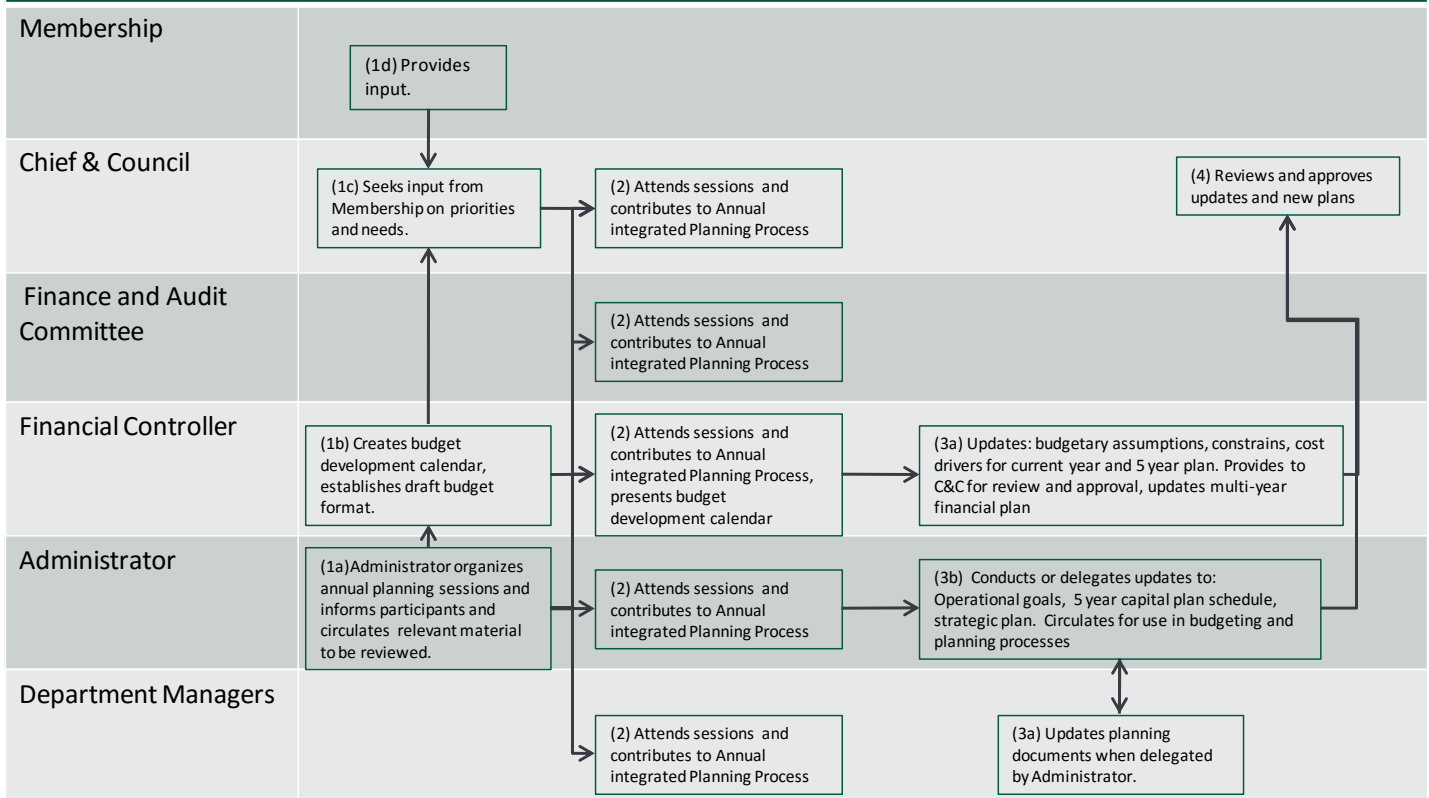 Membership
(1d) Provides
input.
Chief & Council
(1c) Seeks input from
Membership on priorities
and needs.
(2) Attends sessions and
contributes to Annual
integrated Planning Process
(4) Reviews and approves
updates and new plans
Finance and Audit
Committee
(2) Attends sessions and
contributes to Annual
integrated Planning Process
Financial Controller
(1b) Creates budget
development calendar,
establishes draft budget
format.
(2) Attends sessions and
contributes to Annual
integrated Planning Process,
presents budget
development calendar
(3a) Updates: budgetary assumptions, constrains, cost
drivers for current year and 5 year plan. Provides to
C&C for review and approval, updates multi-year
financial plan
Administrator
(1a)Administrator organizes
annual planning sessions and
informs participants and
circulates relevant material
to be reviewed.
(2) Attends sessions and
contributes to Annual
integrated Planning Process
(3b) Conducts or delegates updates to:
Operational goals, 5 year capital plan schedule,
strategic plan. Circulates for use in budgeting and
planning processes
Department Managers
(2) Attends sessions and
contributes to Annual
integrated Planning Process
(3a) Updates planning
documents when delegated
by Administrator.